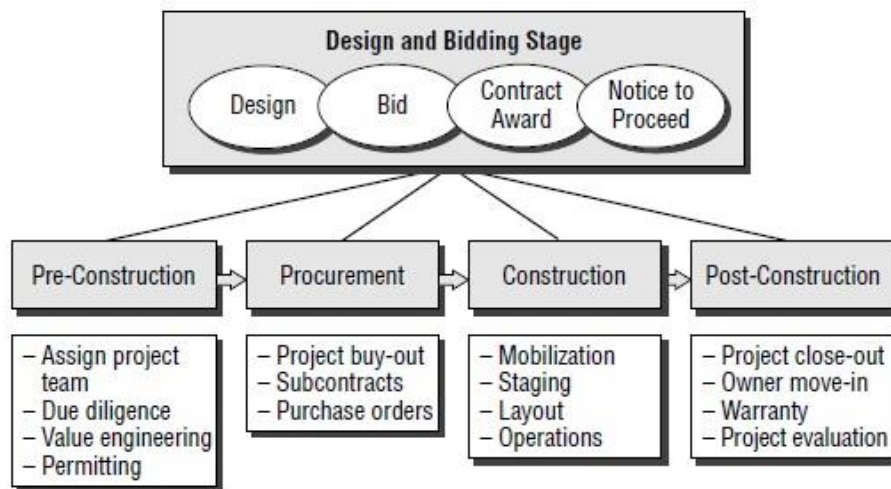 Design and Bidding Stage
Design
Bid
Contract
Award
Notice to
Proceed
Pre-Construction
Procurement
Construction
Post-Construction
– Assign project
team
– Due diligence
– Value engineering
– Permitting
– Project buy-out
– Subcontracts
– Purchase orders
– Mobilization
– Staging
– Layout
– Operations
– Project close-out
– Owner move-in
– Warranty
– Project evaluation